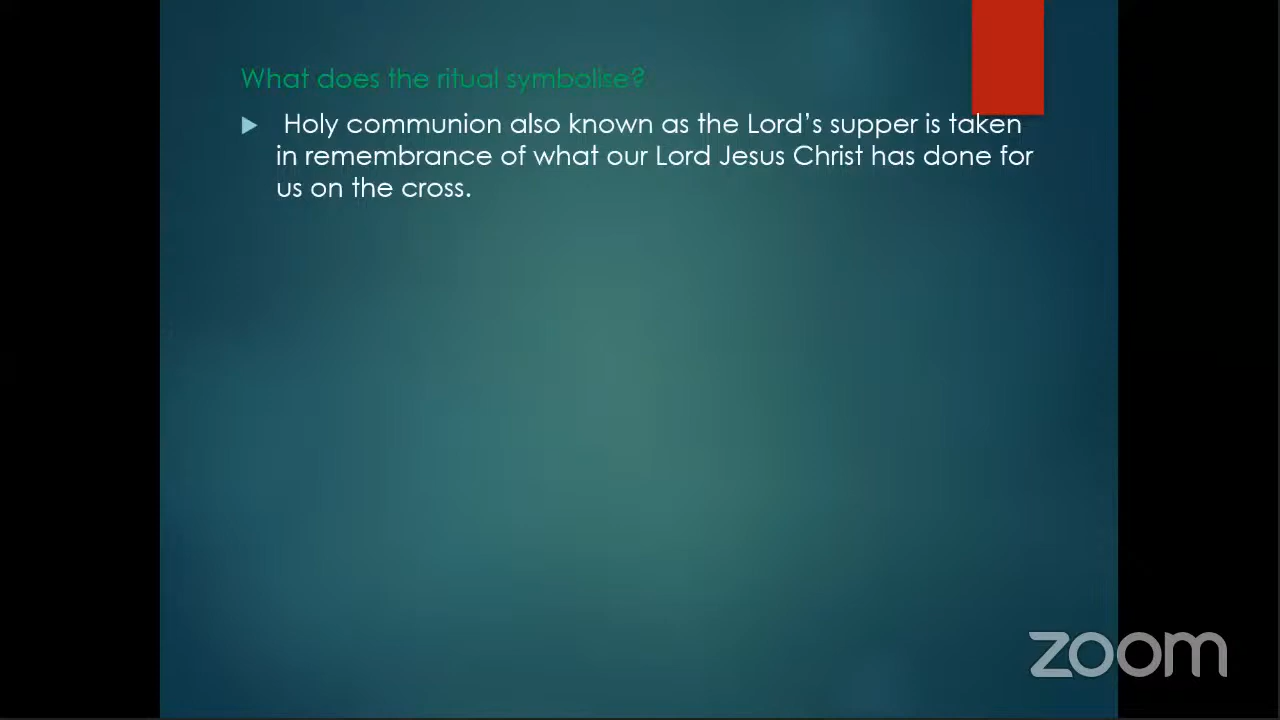 What does the ritual symbolise?
Holy communion also known as the Lord's supper is taken
in remembrance of what our Lord Jesus Christ has done for
us on the cross.
zoom